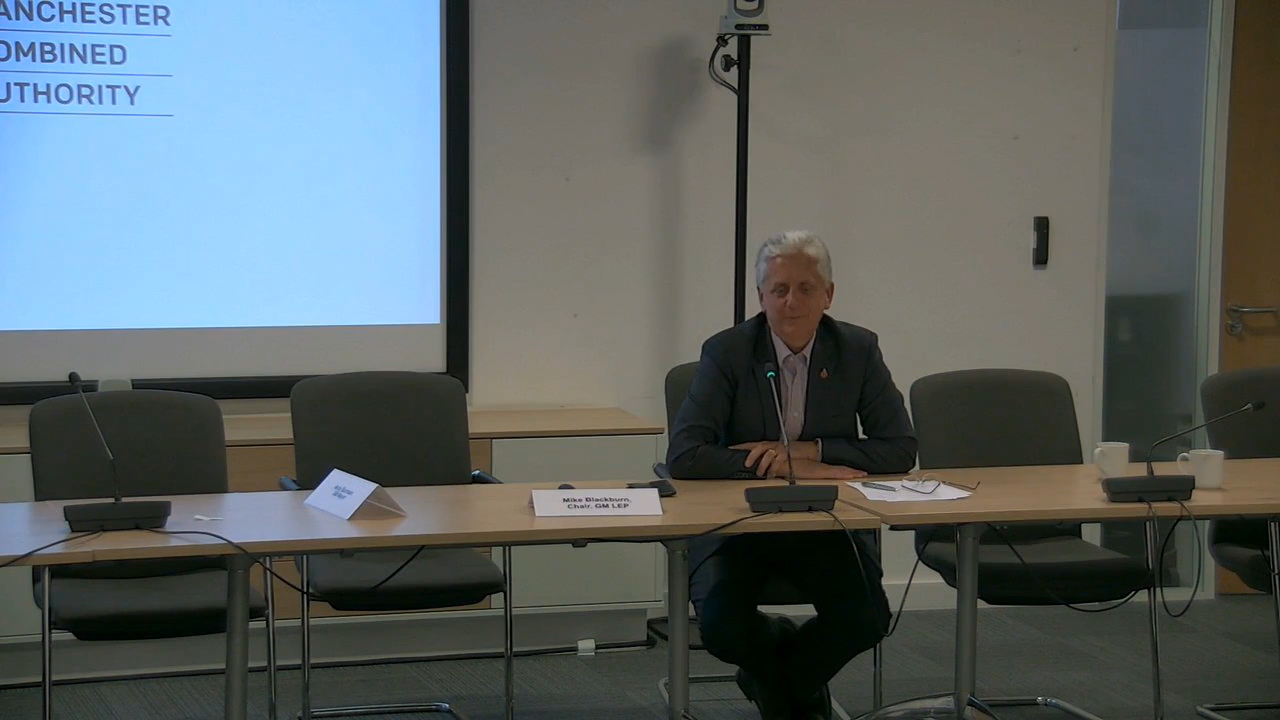 ANCHESTER
OMBINED
UTHORITY
Mike Blackburn,
Chair, GM LEP